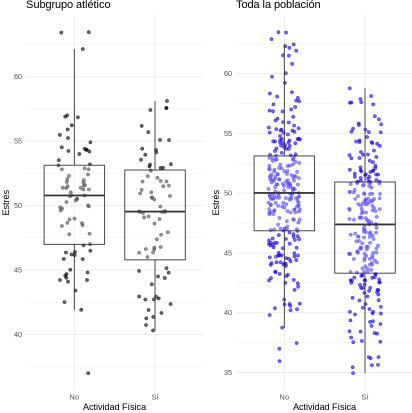 Subgrupo atlético
Estrés
60
55
50
45
40
No
Sí
Actividad Física
Toda la población
Estrés
60
55
50
45
40
35
No
Sí
Actividad Física